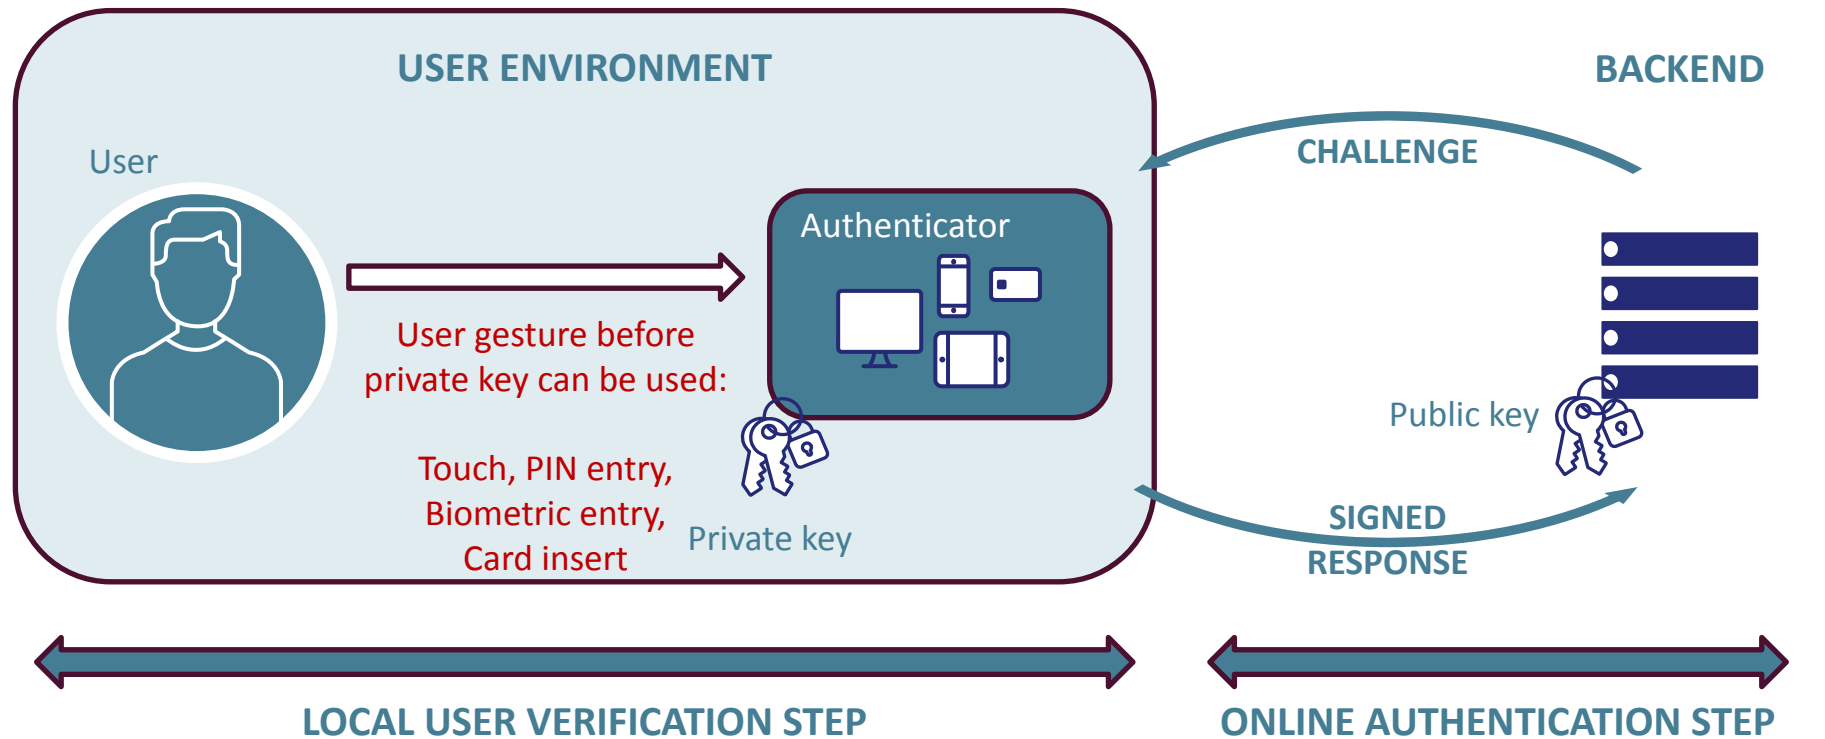 USER ENVIRONMENT
BACKEND
User
CHALLENGE
Authenticator
User gesture before
private key can be used:
Touch, PIN entry,
Biometric entry,
Card insert
Private key
Public key
SIGNED
RESPONSE
LOCAL USER VERIFICATION STEP
ONLINE AUTHENTICATION STEP